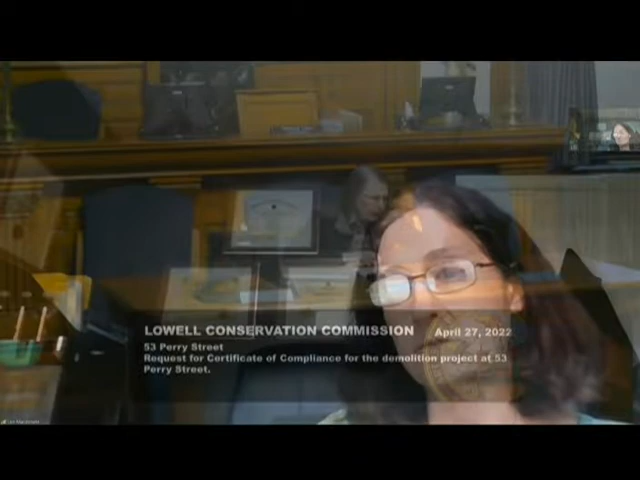 LOWELL CONSERVATION COMMISSION April 27, 2022
53 Perry Street
Request for Certificate of Compliance for the demolition project at 53
Perry Street.